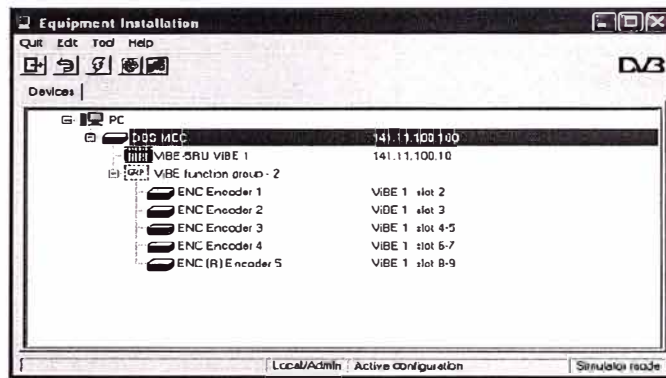 Equipment Installation
Quit Edit Tool Help
DVB
Devices
PC
DBS MEC 141.11.100.100
ViBE-SRU ViBE 1 141.11.100.10
GRP ViBE function group - 2
ENC Encoder 1 ViBE 1 slot 2
ENC Encoder 2 ViBE 1 slot 3
ENC Encoder 3 ViBE 1 slot 4-5
ENC Encoder 4 ViBE 1 slot 6-7
ENC (R) Encoder 5 ViBE 1 slot 8-9
Local/Admin Active configuration Simulator mode